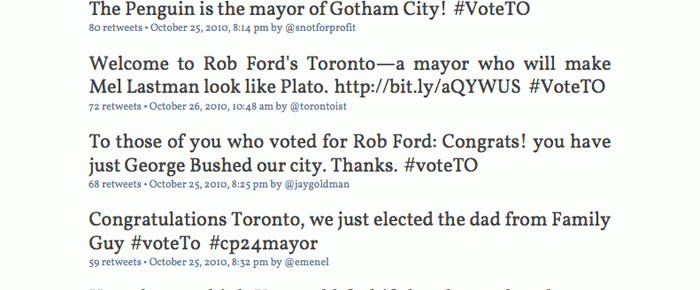 The Penguin is the mayor of Gotham City! #VoteTO
80 retweets • October 25, 2010, 8:14 pm by @snotforprofit
Welcome to Rob Ford's Toronto—a mayor who will make
Mel Lastman look like Plato. http://bit.ly/aQYWUS #VoteTO
72 retweets • October 26, 2010, 10:48 am by @torontoist
To those of you who voted for Rob Ford: Congrats! you have
just George Bushed our city. Thanks. #voteTO
68 retweets • October 25, 2010, 8:25 pm by @jaygoldman
Congratulations Toronto, we just elected the dad from Family
Guy #voteTo #cp24mayor
59 retweets • October 25, 2010, 8:32 pm by @emenel